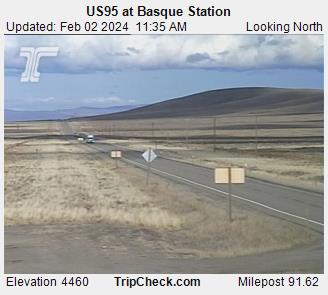 US95 at Basque Station
Updated: Feb 02 2024 11:35 AM Looking North
Elevation 4460 TripCheck.com Milepost 91.62